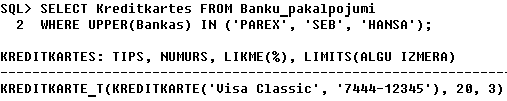 SQL> SELECT Kreditkartes FROM Banku_pakalpojumi
2 WHERE UPPER(Bankas) IN ('PAREX', 'SEB', 'HANSA');
KREDITKARTES: TIPS, NUMURS, LIKME(%), LIMITS(ALGU IZMERA)
--------------------------------------------------------------------------------
KREDITKARTE_T(KREDITKARTE('Visa Classic', '7444-12345'), 20, 3)